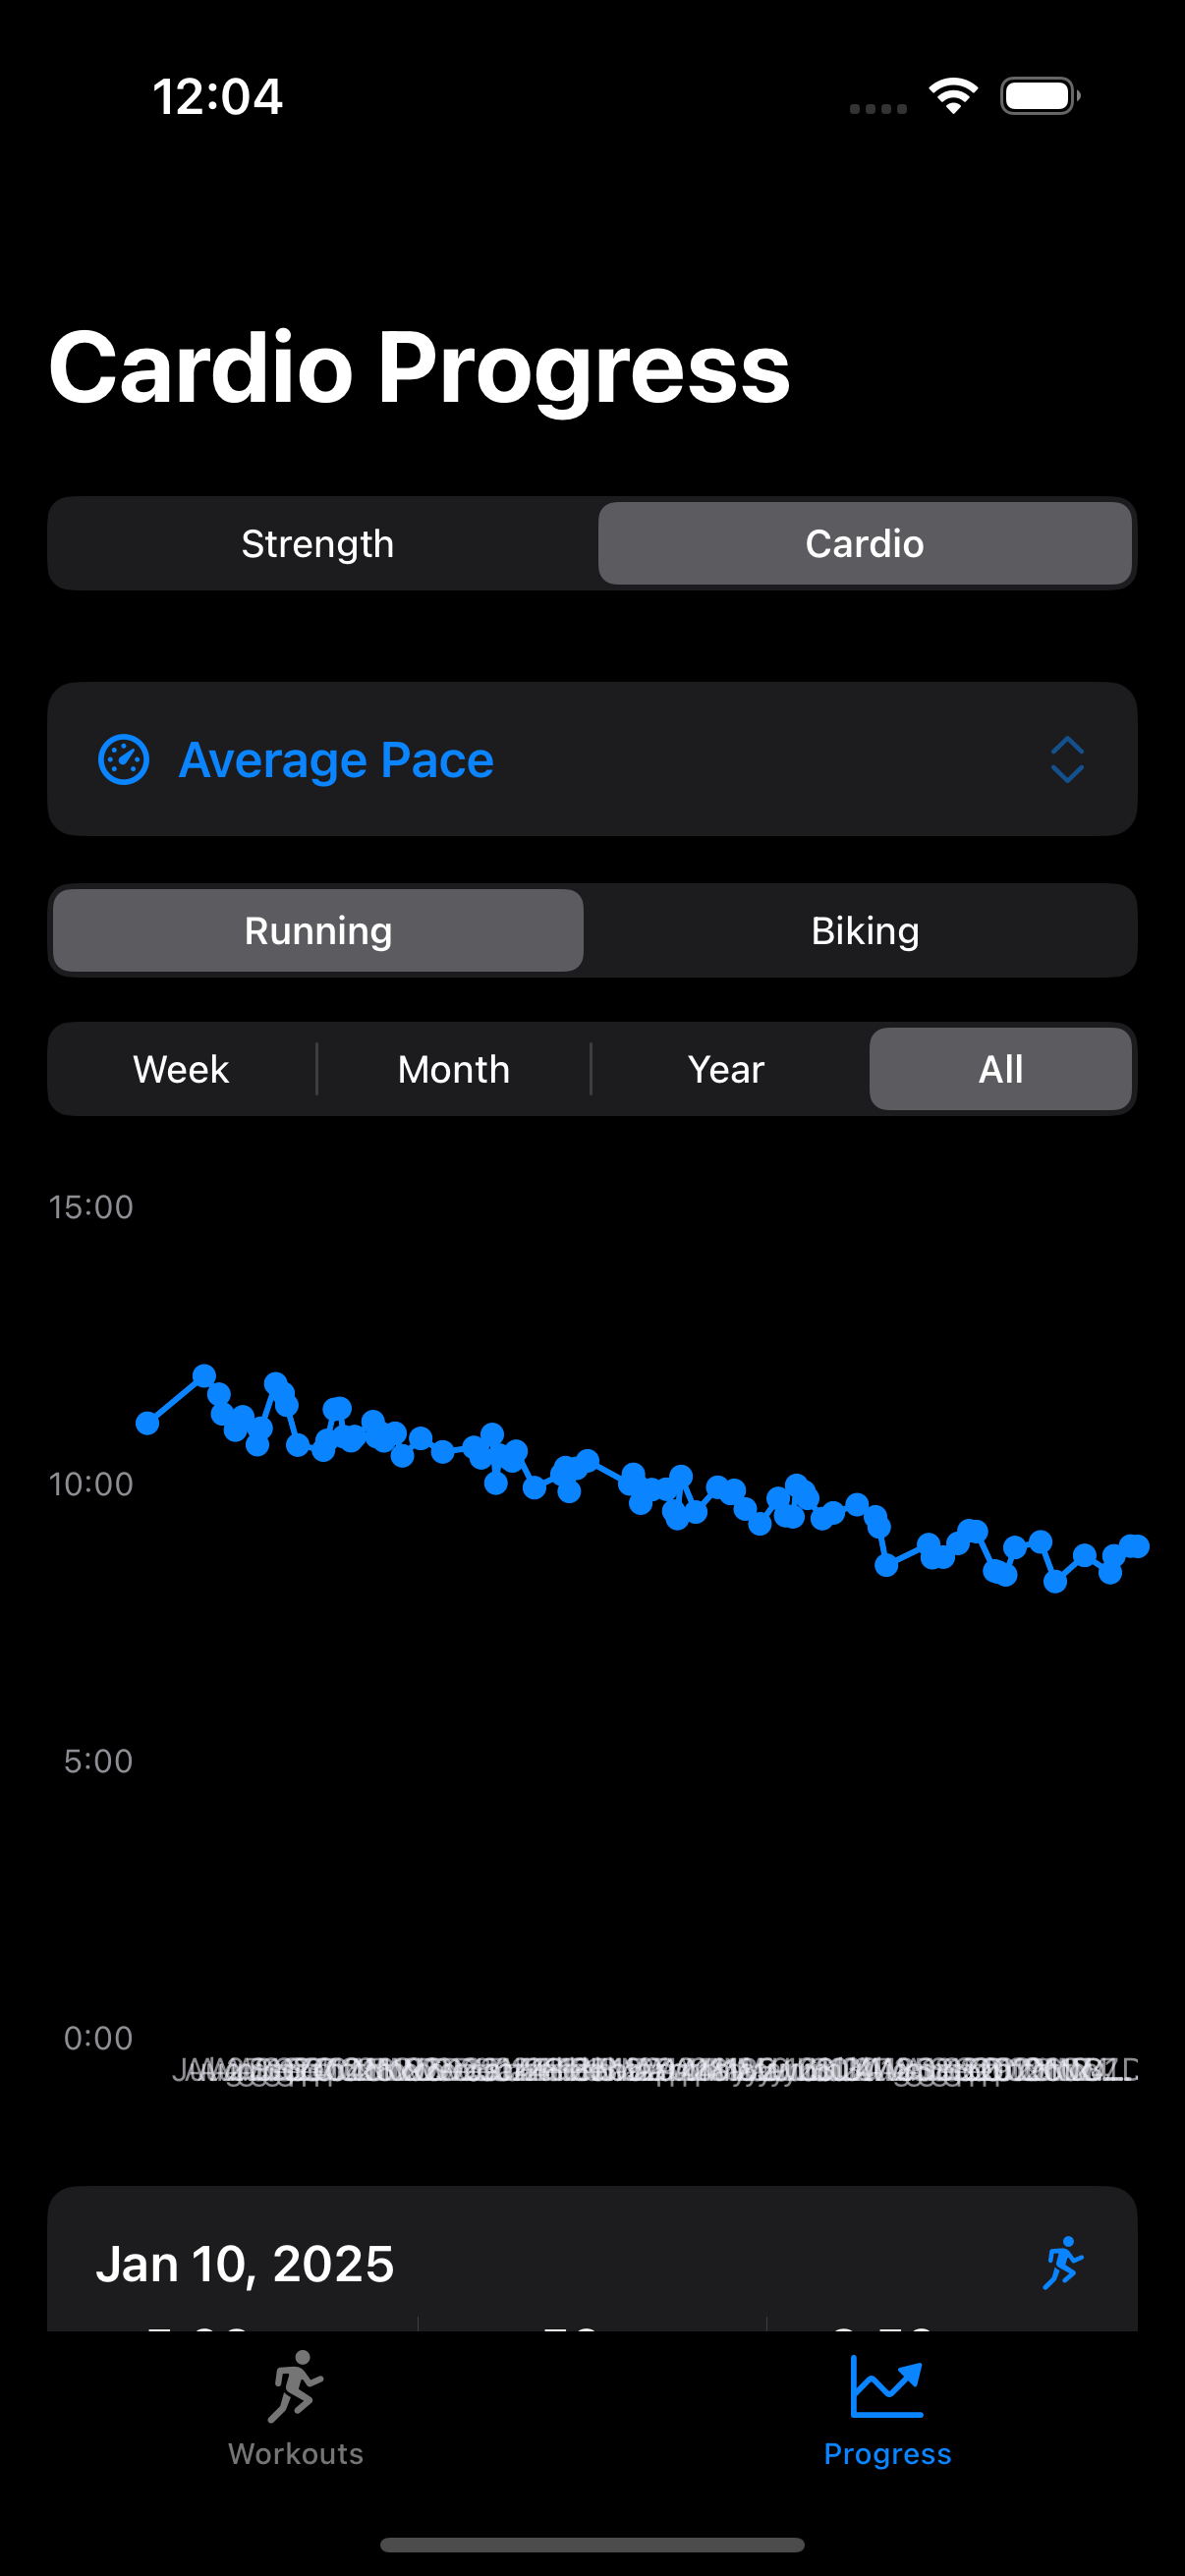 12:04
Cardio Progress
Strength Cardio
Average Pace
Running Biking
Week Month Year All
15:00
10:00
5:00
0:00
Jan 10, 2025
Workouts Progress